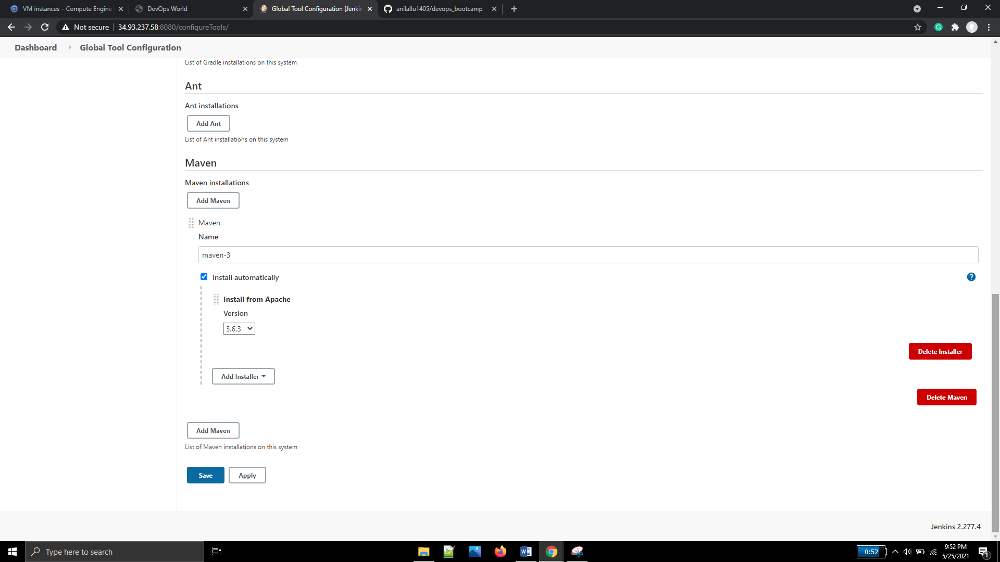 VM instances – Compute Engine
DevOps World
Global Tool Configuration [Jenkin
anilallu1405/devops_bootcamp
Not secure
34.93.237.58:8080/configureTools/
Dashboard
Global Tool Configuration
List of Gradle installations on this system
Ant
Ant installations
Add Ant
List of Ant installations on this system
Maven
Maven installations
Add Maven
Maven
Name
maven-3
Install automatically
?
Install from Apache
Version
3.6.3
Delete Installer
Add Installer
Delete Maven
Add Maven
List of Maven installations on this system
Save
Apply
Jenkins 2.277.4
Type here to search
0:52
9:52 PM
5/25/2021
1